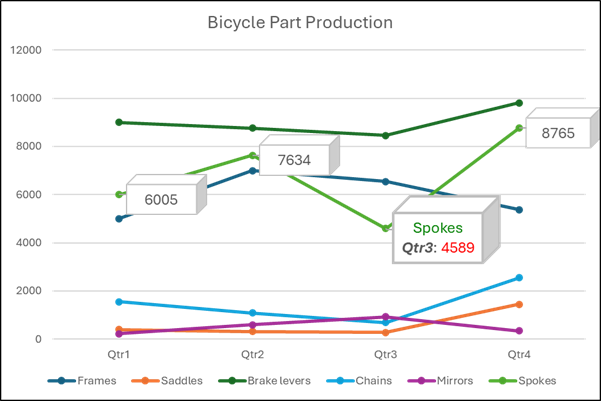 Bicycle Part Production
12000
10000
8000
6000
4000
2000
0
6005
7634
Spokes
Qtr3: 4589
8765
Qtr1 Qtr2 Qtr3 Qtr4
Frames Saddles Brake levers Chains Mirrors Spokes